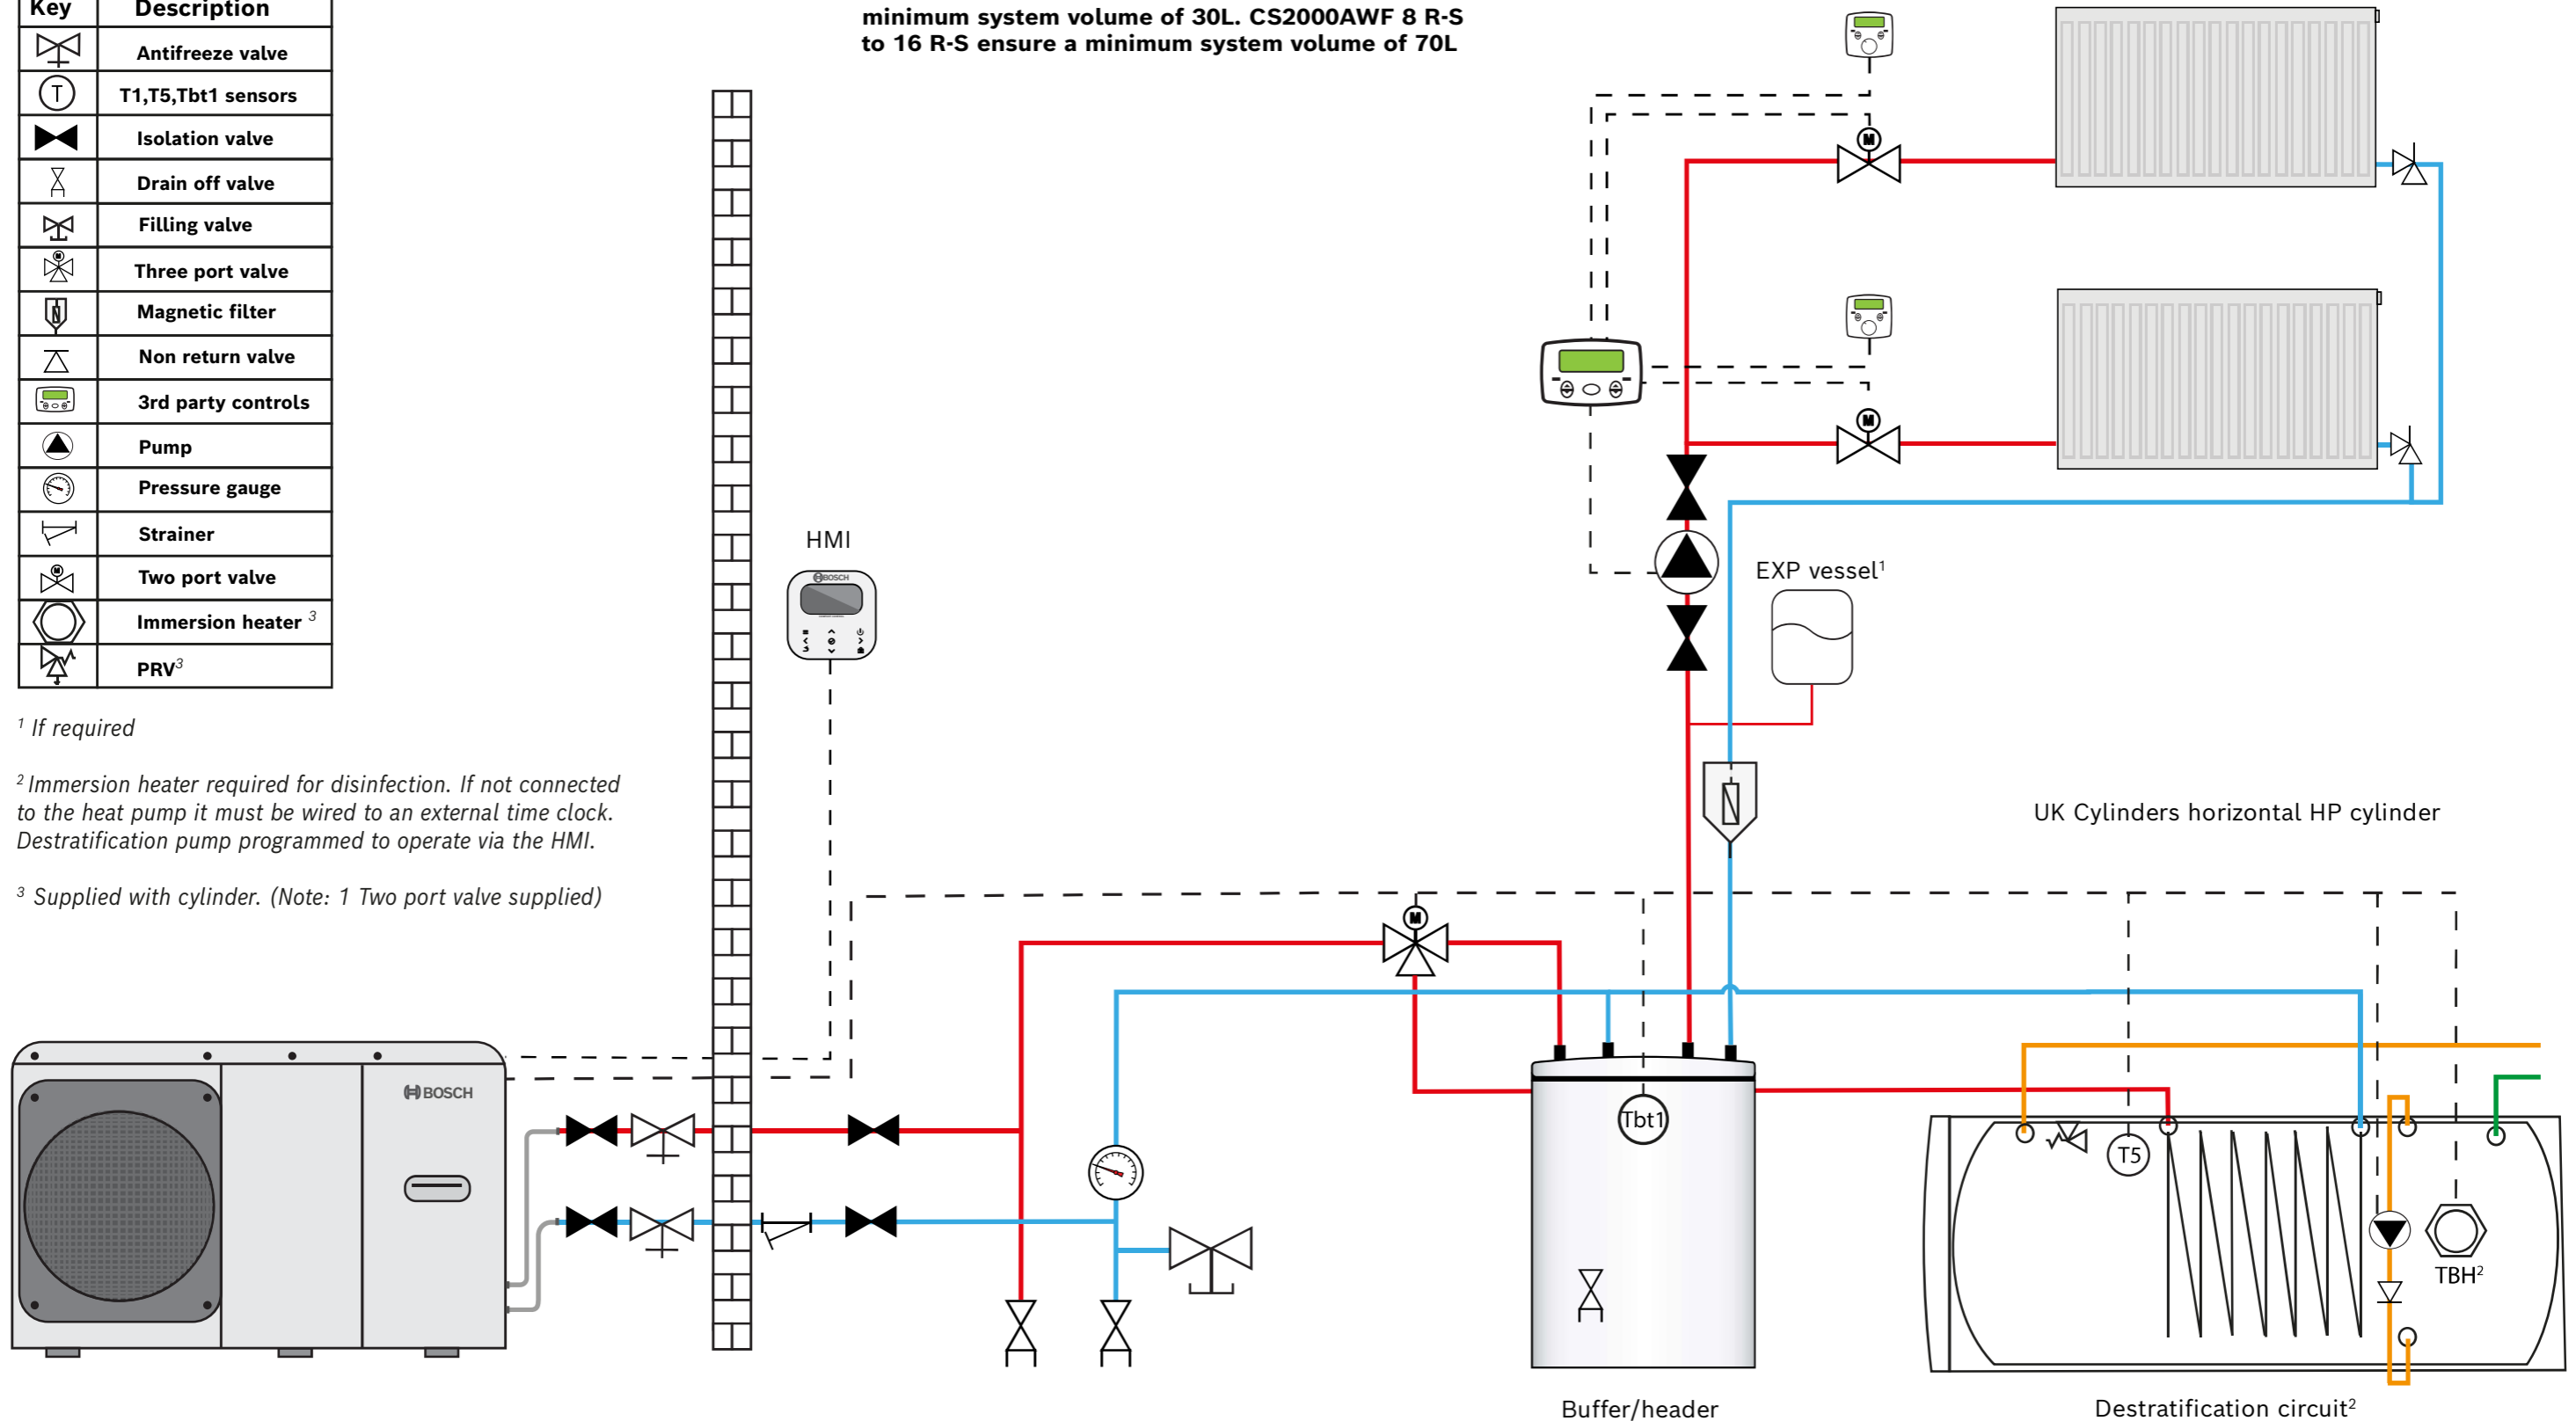 Key Description
Antifreeze valve
T T1,T5,Tbt1 sensors
Isolation valve
Drain off valve
Filling valve
M Three port valve
Magnetic filter
Non return valve
3rd party controls
Pump
Pressure gauge
Strainer
M Two port valve
Immersion heater 3
PRV3
1 If required
2 Immersion heater required for disinfection. If not connected
to the heat pump it must be wired to an external time clock.
Destratification pump programmed to operate via the HMI.
3 Supplied with cylinder. (Note: 1 Two port valve supplied)
minimum system volume of 30L. CS2000AWF 8 R-S
to 16 R-S ensure a minimum system volume of 70L
M
M
HMI
BOSCH
EXP vessel1
UK Cylinders horizontal HP cylinder
M
BOSCH
Tbt1
T5
TBH2
Buffer/header
Destratification circuit2